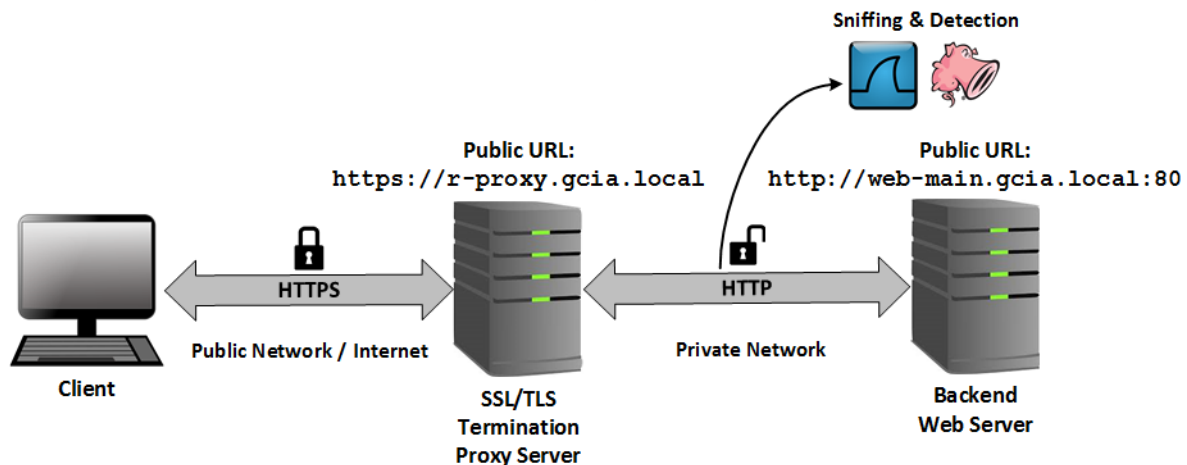 Sniffing & Detection
Public URL:
https://r-proxy.gcia.local
Public URL:
http://web-main.gcia.local:80
HTTPS
HTTP
Public Network / Internet
Private Network
Client
SSL/TLS
Termination
Proxy Server
Backend
Web Server